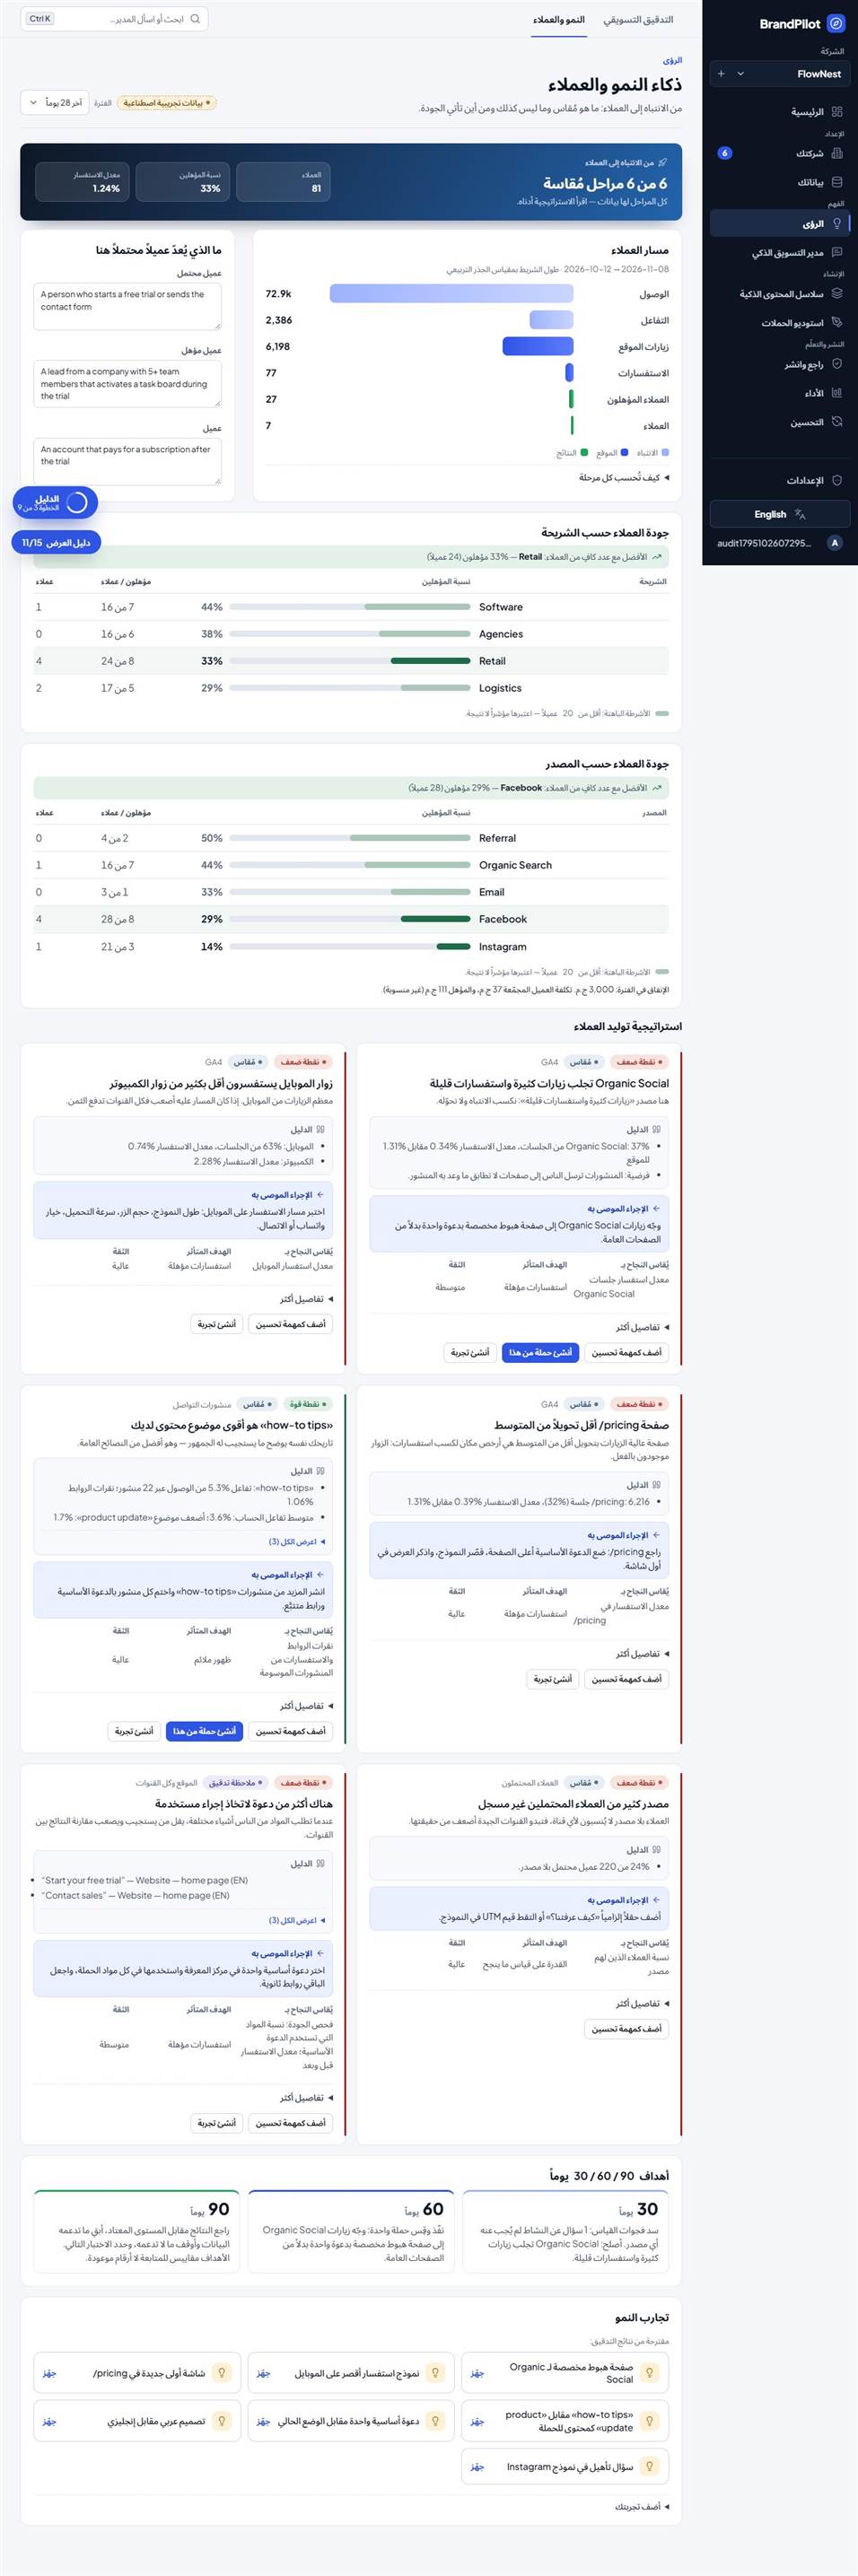 BrandPilot
الشركة
FlowNest
الرئيسية
الإعداد
شركتك
6
بياناتك
الفهم
الرؤى
مدير التسويق الذكي
الإنشاء
سلاسل المحتوى الذكية
استوديو الحملات
النشر والتعلّم
راجع وانشر
الأداء
التحسين
الإعدادات
English
A audit1795102607295...
التدقيق التسويقي
النمو والعملاء
ابحث أو اسأل المدير...
Ctrl K
الرؤى
ذكاء النمو والعملاء
من الانتباه إلى العملاء: ما هو مُقاس وما ليس كذلك ومن أين تأتي الجودة.
بيانات تجريبية اصطناعية
الفترة
آخر 28 يوماً
من الانتباه إلى العملاء
6 من 6 مراحل مُقاسة
كل المراحل لها بيانات — اقرأ الاستراتيجية أدناه.
العملاء
81
نسبة المؤهلين
33%
معدل الاستفسار
1.24%
مسار العملاء
2026-10-12 → 2026-11-08 · طول الشريط بمقياس الجذر التربيعي
الوصول 72.9k
التفاعل 2,386
زيارات الموقع 6,198
الاستفسارات 77
العملاء المؤهلون 27
العملاء 7
الانتباه الموقع النتائج
كيف تُحسب كل مرحلة
ما الذي يُعدّ عميلاً محتملاً هنا
عميل محتمل
A person who starts a free trial or sends the
contact form
عميل مؤهل
A lead from a company with 5+ team
members that activates a task board during
the trial
عميل
An account that pays for a subscription after
the trial
الدليل
الخطوة 3 من 9
دليل العرض 11/15
جودة العملاء حسب الشريحة
الأفضل مع عدد كافٍ من العملاء: Retail — 33% مؤهلون (24 عميلاً)
الشريحة نسبة المؤهلين مؤهلون / عملاء عملاء
Software 44% 7 من 16 1
Agencies 38% 6 من 16 0
Retail 33% 8 من 24 4
Logistics 29% 5 من 17 2
الأشرطة الباهتة: أقل من 20 عميلاً — اعتبرها مؤشراً لا نتيجة.
جودة العملاء حسب المصدر
الأفضل مع عدد كافٍ من العملاء: Facebook — 29% مؤهلون (28 عميلاً)
المصدر نسبة المؤهلين مؤهلون / عملاء عملاء
Referral 50% 2 من 4 0
Organic Search 44% 7 من 16 1
Email 33% 1 من 3 0
Facebook 29% 8 من 28 4
Instagram 14% 3 من 21 1
الأشرطة الباهتة: أقل من 20 عميلاً — اعتبرها مؤشراً لا نتيجة.
الإنفاق في الفترة: 3,000 ج.م. تكلفة العميل المجمّعة 37 ج.م، والمؤهل 111 ج.م (غير منسوبة).
استراتيجية توليد العملاء
نقطة ضعف مُقاس GA4
Organic Social تجلب زيارات كثيرة واستفسارات قليلة
هنا مصدر «زيارات كثيرة واستفسارات قليلة»: تكسب الانتباه ولا تحوّله.
الدليل
Organic Social: 37% من الجلسات، معدل الاستفسار 0.34% مقابل 1.31%
للموقع
فرضية: المنشورات ترسل الناس إلى صفحات لا تطابق ما وعد به المنشور.
الإجراء الموصى به
وجّه زيارات Organic Social إلى صفحة هبوط مخصصة بدعوة واحدة بدلاً من
الصفحات العامة.
يُقاس النجاح بـ الهدف المتأثر الثقة
معدل استفسار جلسات
Organic Social
استفسارات مؤهلة متوسطة
تفاصيل أكثر
أضف كمهمة تحسين أنشئ حملة من هذا أنشئ تجربة
نقطة ضعف مُقاس GA4
زوار الموبايل يستفسرون أقل بكثير من زوار الكمبيوتر
معظم الزيارات من الموبايل. إذا كان المسار عليه أصعب فكل القنوات تدفع الثمن.
الدليل
الموبايل: 63% من الجلسات، معدل الاستفسار 0.74%
الكمبيوتر: معدل الاستفسار 2.28%
الإجراء الموصى به
اختبر مسار الاستفسار على الموبايل: طول النموذج، حجم الزر، سرعة التحميل، خيار
واتساب أو الاتصال.
يُقاس النجاح بـ الهدف المتأثر الثقة
معدل استفسار الموبايل استفسارات مؤهلة عالية
تفاصيل أكثر
أضف كمهمة تحسين أنشئ تجربة
نقطة ضعف مُقاس GA4
صفحة /pricing أقل تحويلاً من المتوسط
صفحة عالية الزيارات بتحويل أقل من المتوسط هي أرخص مكان لكسب استفسارات: الزوار
موجودون بالفعل.
الدليل
/pricing: 6,216 جلسة (32%)، معدل الاستفسار 0.39% مقابل 1.31%
الإجراء الموصى به
راجع /pricing: ضع الدعوة الأساسية أعلى الصفحة، قصّر النموذج، واذكر العرض في
أول شاشة.
يُقاس النجاح بـ الهدف المتأثر الثقة
معدل الاستفسار في
/pricing
استفسارات مؤهلة عالية
تفاصيل أكثر
أضف كمهمة تحسين أنشئ تجربة
نقطة قوة مُقاس منشورات التواصل
«how-to tips» هو أقوى موضوع محتوى لديك
تاريخك نفسه يوضح ما يستجيب له الجمهور — وهو أفضل من النصائح العامة.
الدليل
«how-to tips»: تفاعل 5.3% من الوصول عبر 22 منشور؛ نقرات الروابط
1.06%
متوسط تفاعل الحساب: 3.6%؛ أضعف موضوع «product update»: 1.7%
اعرض الكل (3)
الإجراء الموصى به
انشر المزيد من منشورات «how-to tips» واختم كل منشور بالدعوة الأساسية
ورابط متتبَّع.
يُقاس النجاح بـ الهدف المتأثر الثقة
نقرات الروابط
والاستفسارات من
المنشورات الموسومة
ظهور ملائم عالية
تفاصيل أكثر
أضف كمهمة تحسين أنشئ حملة من هذا أنشئ تجربة
نقطة ضعف مُقاس العملاء المحتملون
مصدر كثير من العملاء المحتملين غير مسجل
العملاء بلا مصدر لا يُنسبون لأي قناة، فتبدو القنوات الجيدة أضعف من حقيقتها.
الدليل
24% من 220 عميل محتمل بلا مصدر.
الإجراء الموصى به
أضف حقلاً إلزامياً «كيف عرفتنا؟» أو التقط قيم UTM في النموذج.
يُقاس النجاح بـ الهدف المتأثر الثقة
نسبة العملاء الذين لهم
مصدر
القدرة على قياس ما ينجح عالية
تفاصيل أكثر
أضف كمهمة تحسين
نقطة ضعف ملاحظة تدقيق الموقع وكل القنوات
هناك أكثر من دعوة لاتخاذ إجراء مستخدمة
عندما تطلب المواد من الناس أشياء مختلفة، يقل من يستجيب ويصعب مقارنة النتائج بين
القنوات.
الدليل
"Start your free trial" — Website — home page (EN)
"Contact sales" — Website — home page (EN)
اعرض الكل (3)
الإجراء الموصى به
اختر دعوة أساسية واحدة في مركز المعرفة واستخدمها في كل مواد الحملة، واجعل
الباقي روابط ثانوية.
يُقاس النجاح بـ الهدف المتأثر الثقة
فحص الجودة: نسبة المواد
التي تستخدم الدعوة
الأساسية؛ معدل الاستفسار
قبل وبعد
استفسارات مؤهلة متوسطة
تفاصيل أكثر
أضف كمهمة تحسين أنشئ تجربة
أهداف 90 / 60 / 30 يوماً
30 يوماً
سد فجوات القياس: 1 سؤال عن النشاط لم يُجب عنه
أي مصدر. أصلح: Organic Social تجلب زيارات
كثيرة واستفسارات قليلة.
60 يوماً
نفّذ وقِس حملة واحدة: وجّه زيارات Organic Social
إلى صفحة هبوط مخصصة بدعوة واحدة بدلاً من
الصفحات العامة.
90 يوماً
راجع النتائج مقابل المستوى المعتاد، أبقِ ما تدعمه
البيانات وأوقف ما لا تدعمه، وحدد الاختبار التالي.
الأهداف مقاييس للمتابعة لا أرقام موعودة.
تجارب النمو
مقترحة من نتائج التدقيق:
صفحة هبوط مخصصة لـ Organic
Social
جهّز
نموذج استفسار أقصر على الموبايل جهّز
شاشة أولى جديدة في /pricing جهّز
«how-to tips» مقابل «product
update» كمحتوى للحملة
جهّز
دعوة أساسية واحدة مقابل الوضع الحالي جهّز
تصميم عربي مقابل إنجليزي جهّز
سؤال تأهيل في نموذج Instagram جهّز
أضف تجربتك